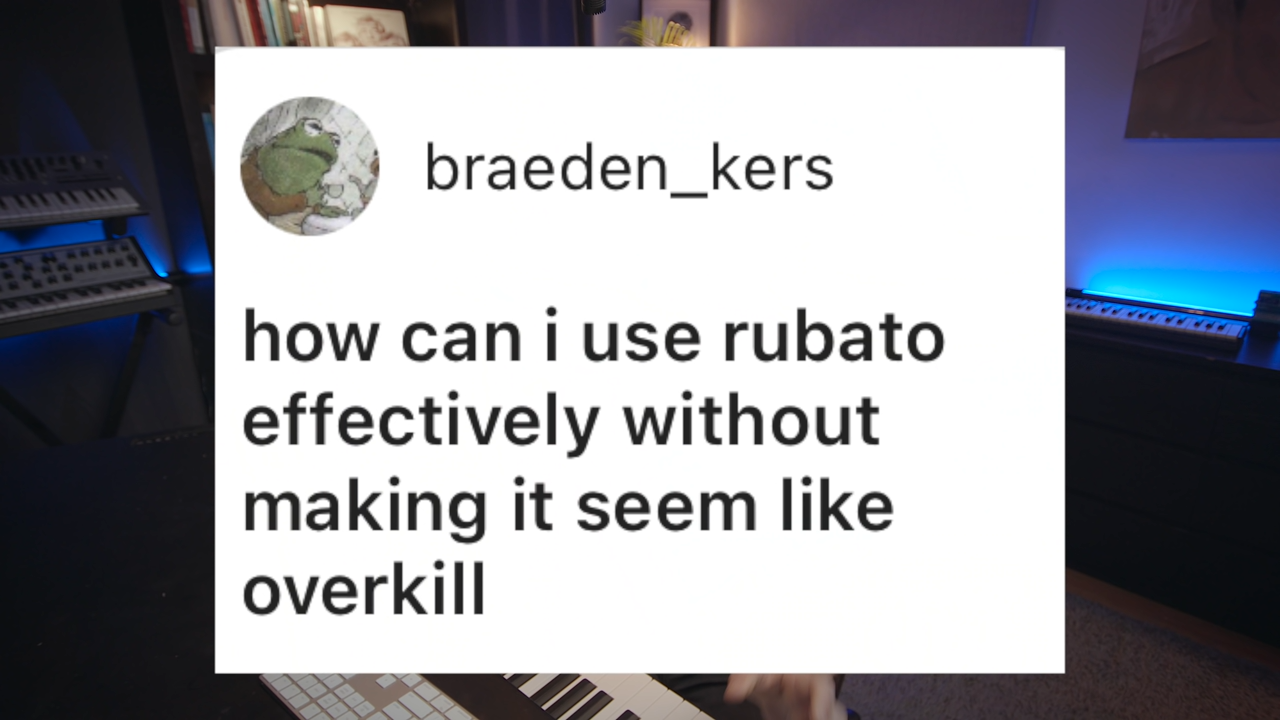 braeden_kers
how can i use rubato
effectively without
making it seem like
overkill